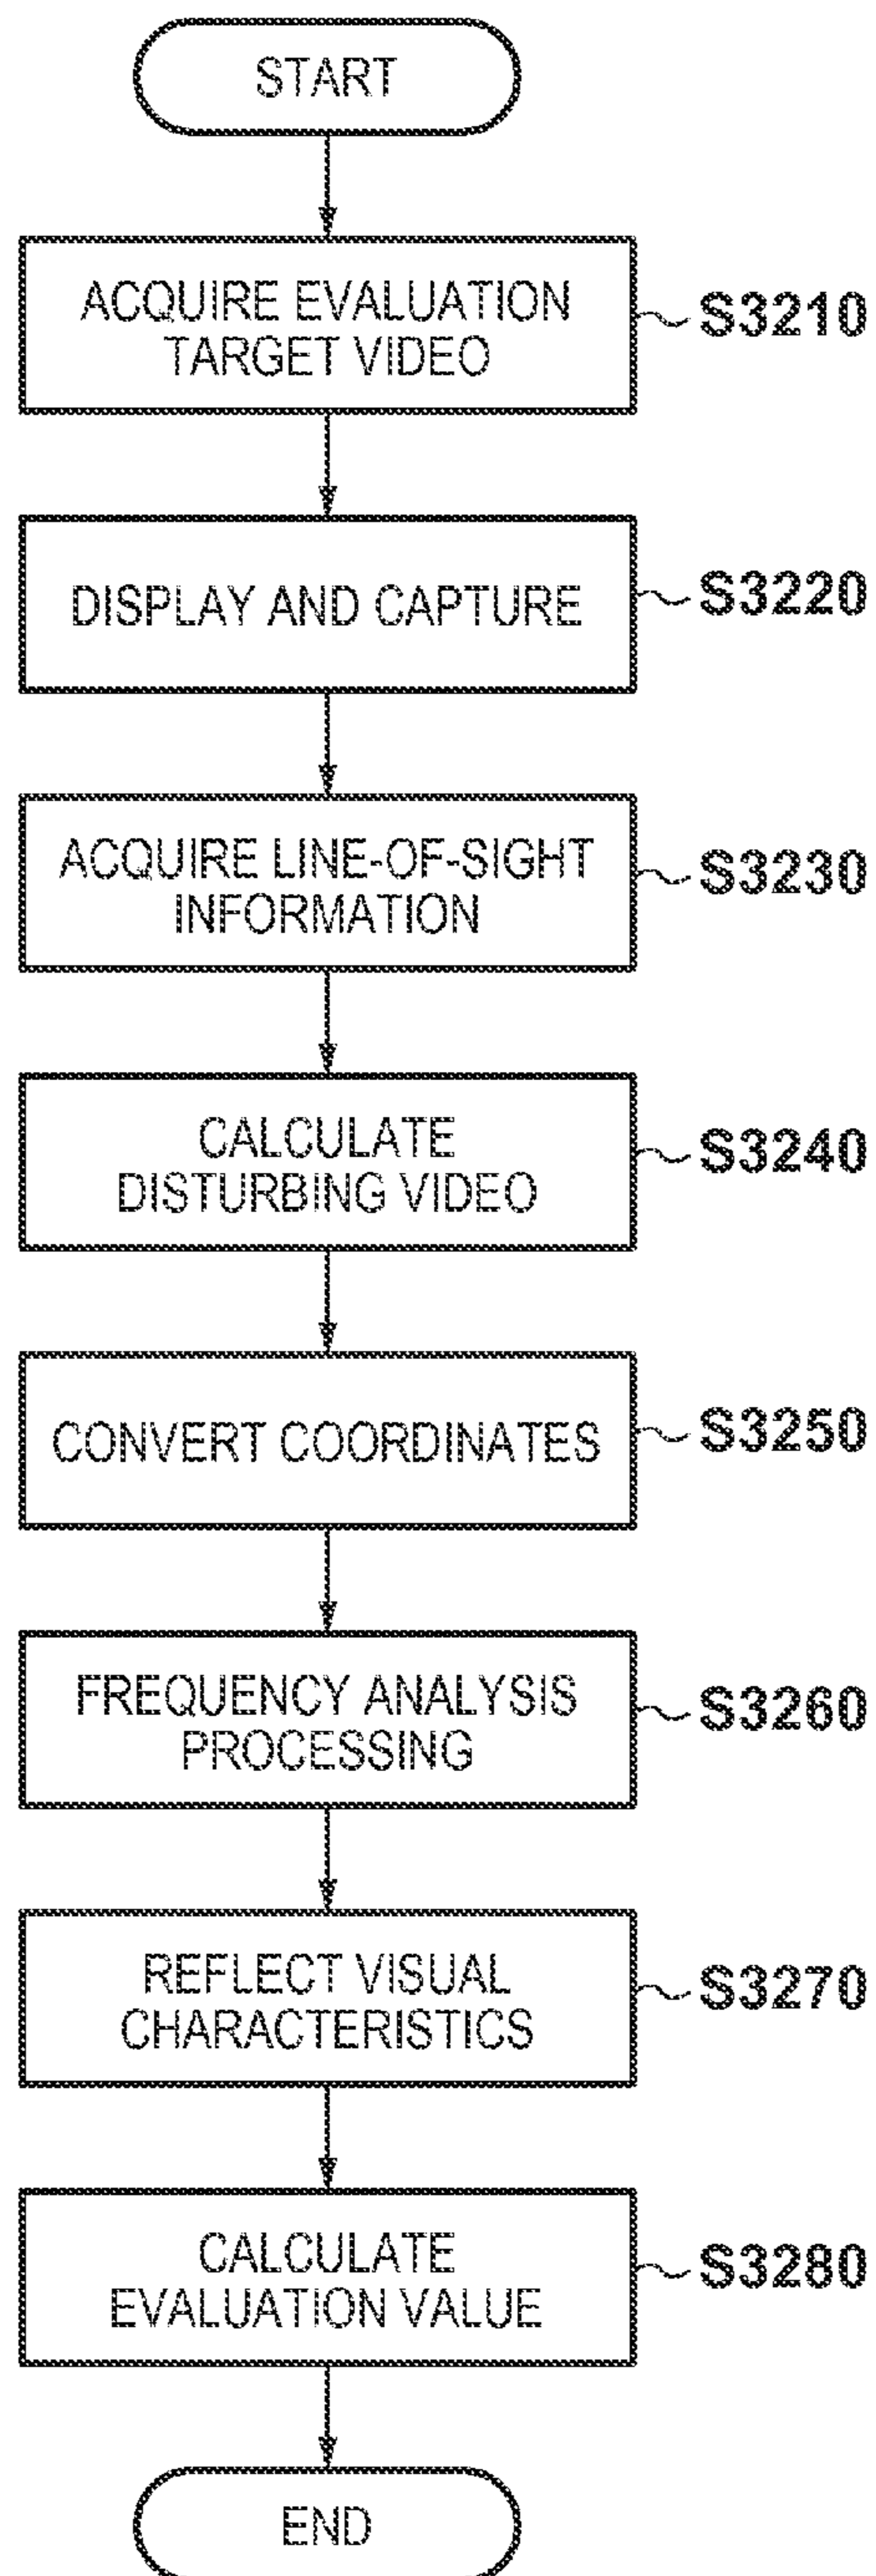 START
ACQUIRE EVALUATION
TARGET VIDEO
S3210
DISPLAY AND CAPTURE
S3220
ACQUIRE LINE-OF-SIGHT
INFORMATION
S3230
CALCULATE
DISTURBING VIDEO
S3240
CONVERT COORDINATES
S3250
FREQUENCY ANALYSIS
PROCESSING
S3260
REFLECT VISUAL
CHARACTERISTICS
S3270
CALCULATE
EVALUATION VALUE
S3280
END